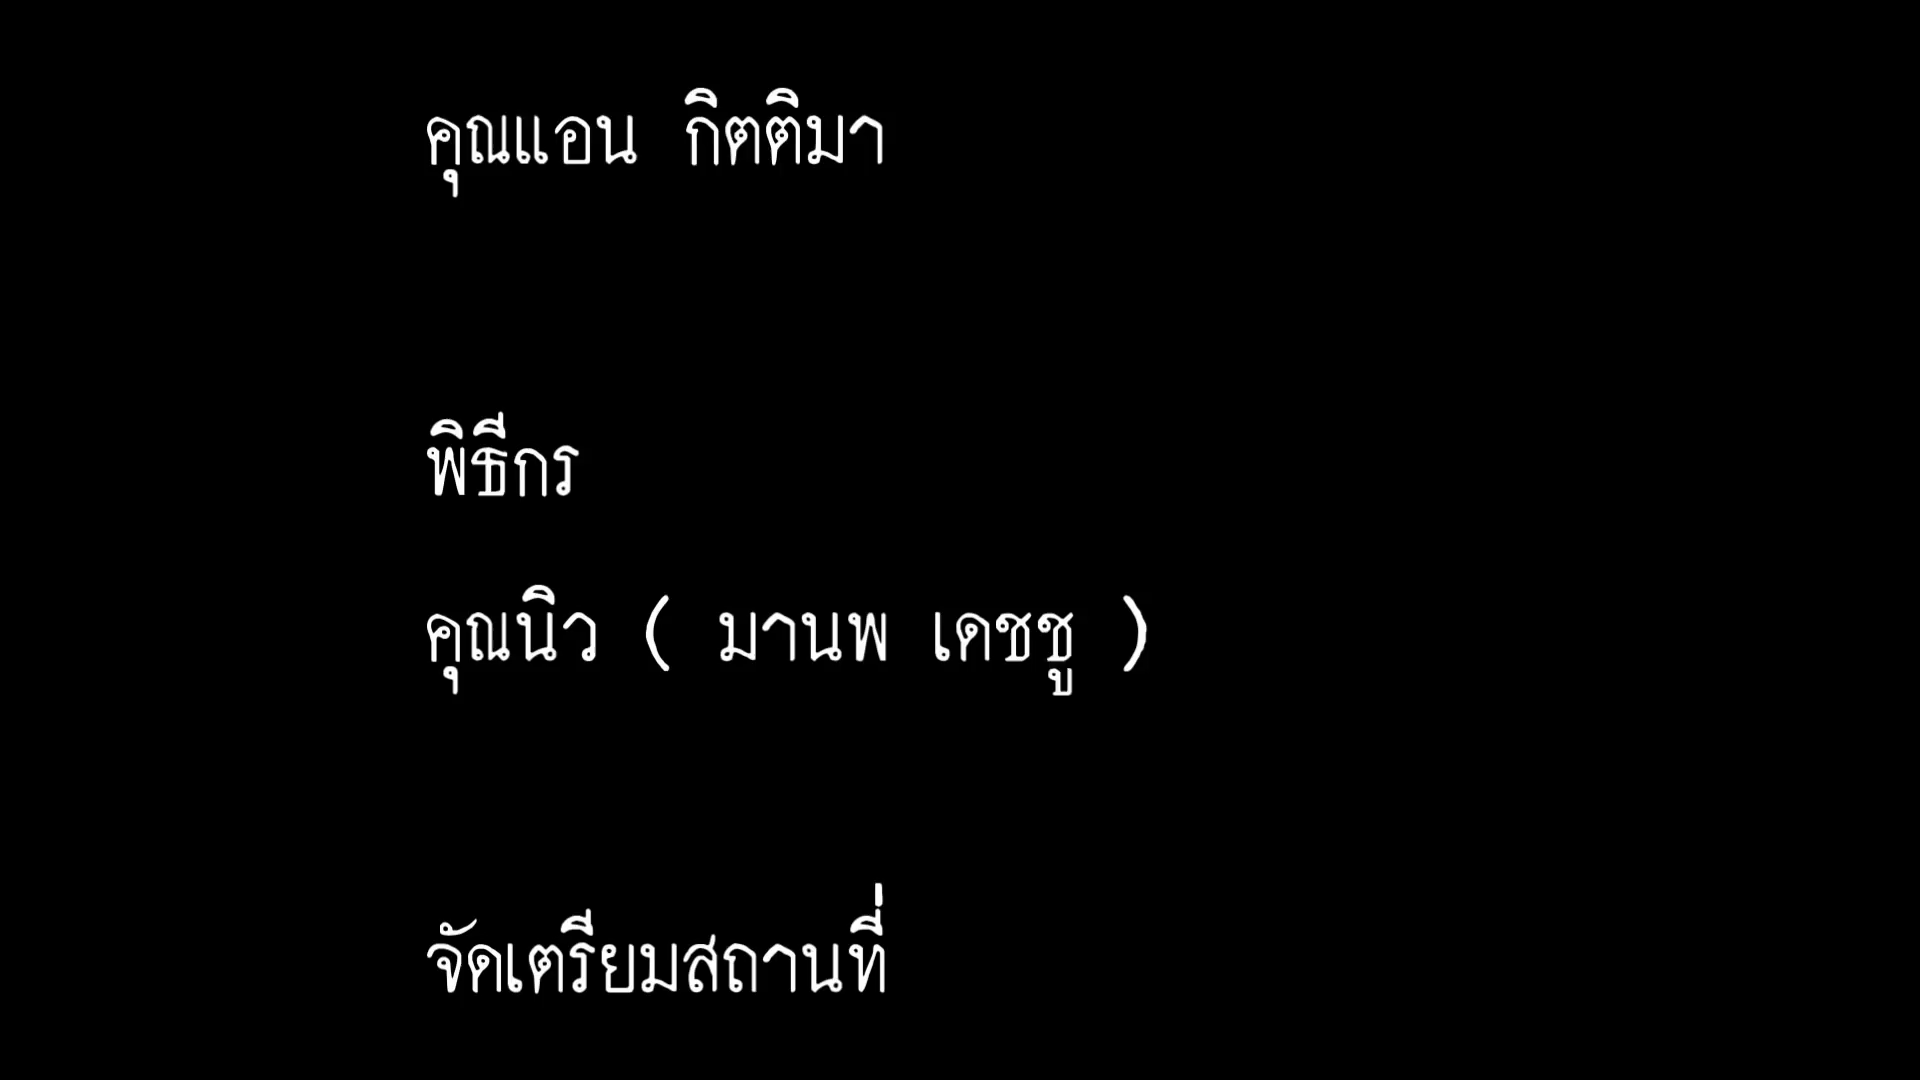 คุณแอน กิตติมา
พิธีกร
คุณนิว ( มานพ เดชชู )
จัดเตรียมสถานที่